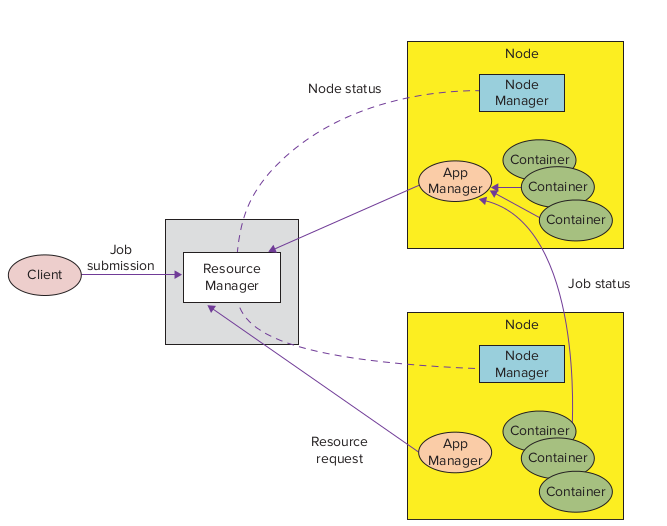 Node
Node status
Node
Manager
Container
App
Manager
Container
Container
Job
submission
Client
Resource
Manager
Job status
Node
Node
Manager
Container
Resource
request
App
Manager
Container
Container